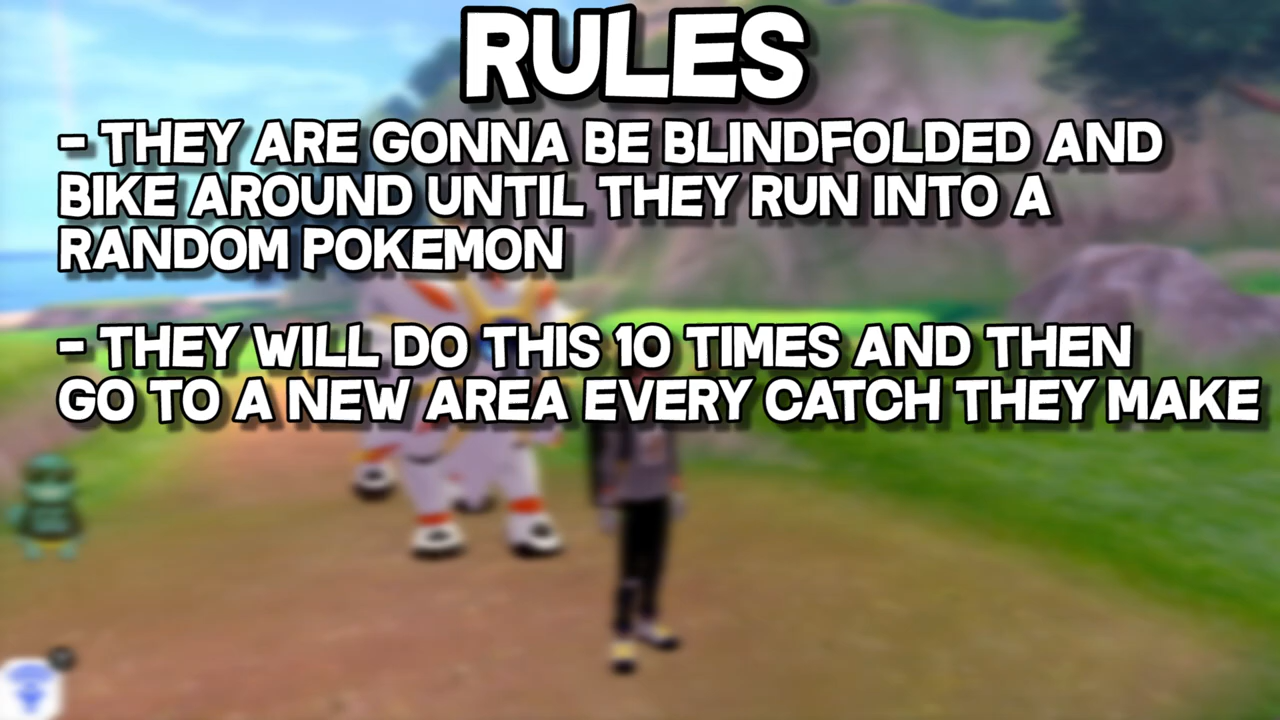 RULES
- THEY ARE GONNA BE BLINDFOLDED AND
BIKE AROUND UNTIL THEY RUN INTO A
RANDOM POKEMON
- THEY WILL DO THIS 10 TIMES AND THEN
GO TO A NEW AREA EVERY CATCH THEY MAKE